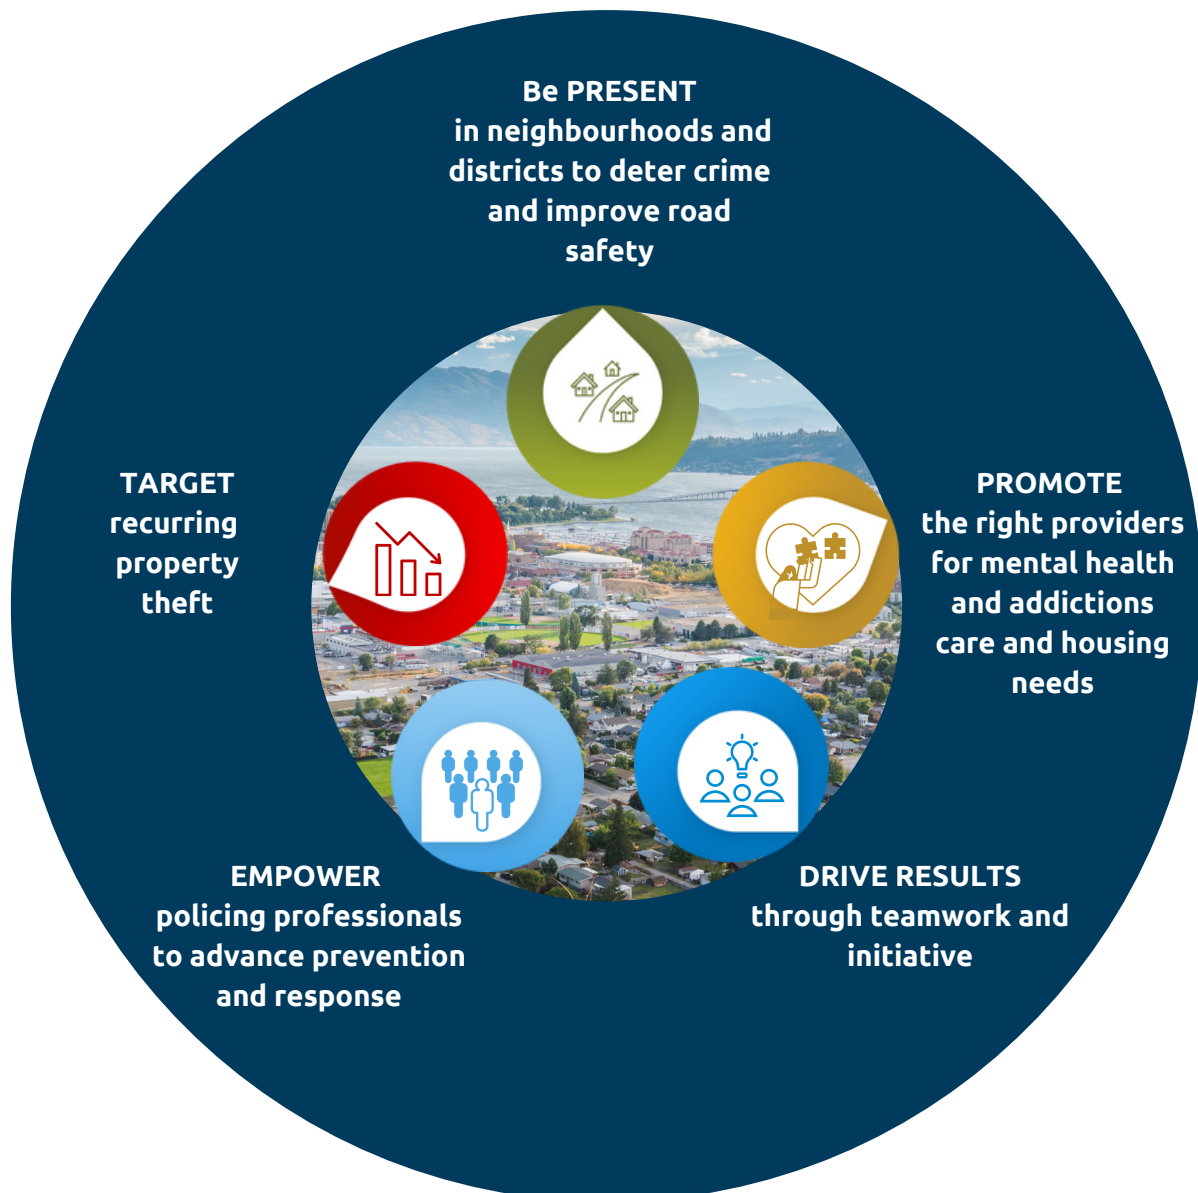 Be PRESENT
in neighbourhoods and
districts to deter crime
and improve road
safety
PROMOTE
the right providers
for mental health
and addictions
care and housing
needs
DRIVE RESULTS
through teamwork and
initiative
EMPOWER
policing professionals
to advance prevention
and response
TARGET
recurring
property
theft